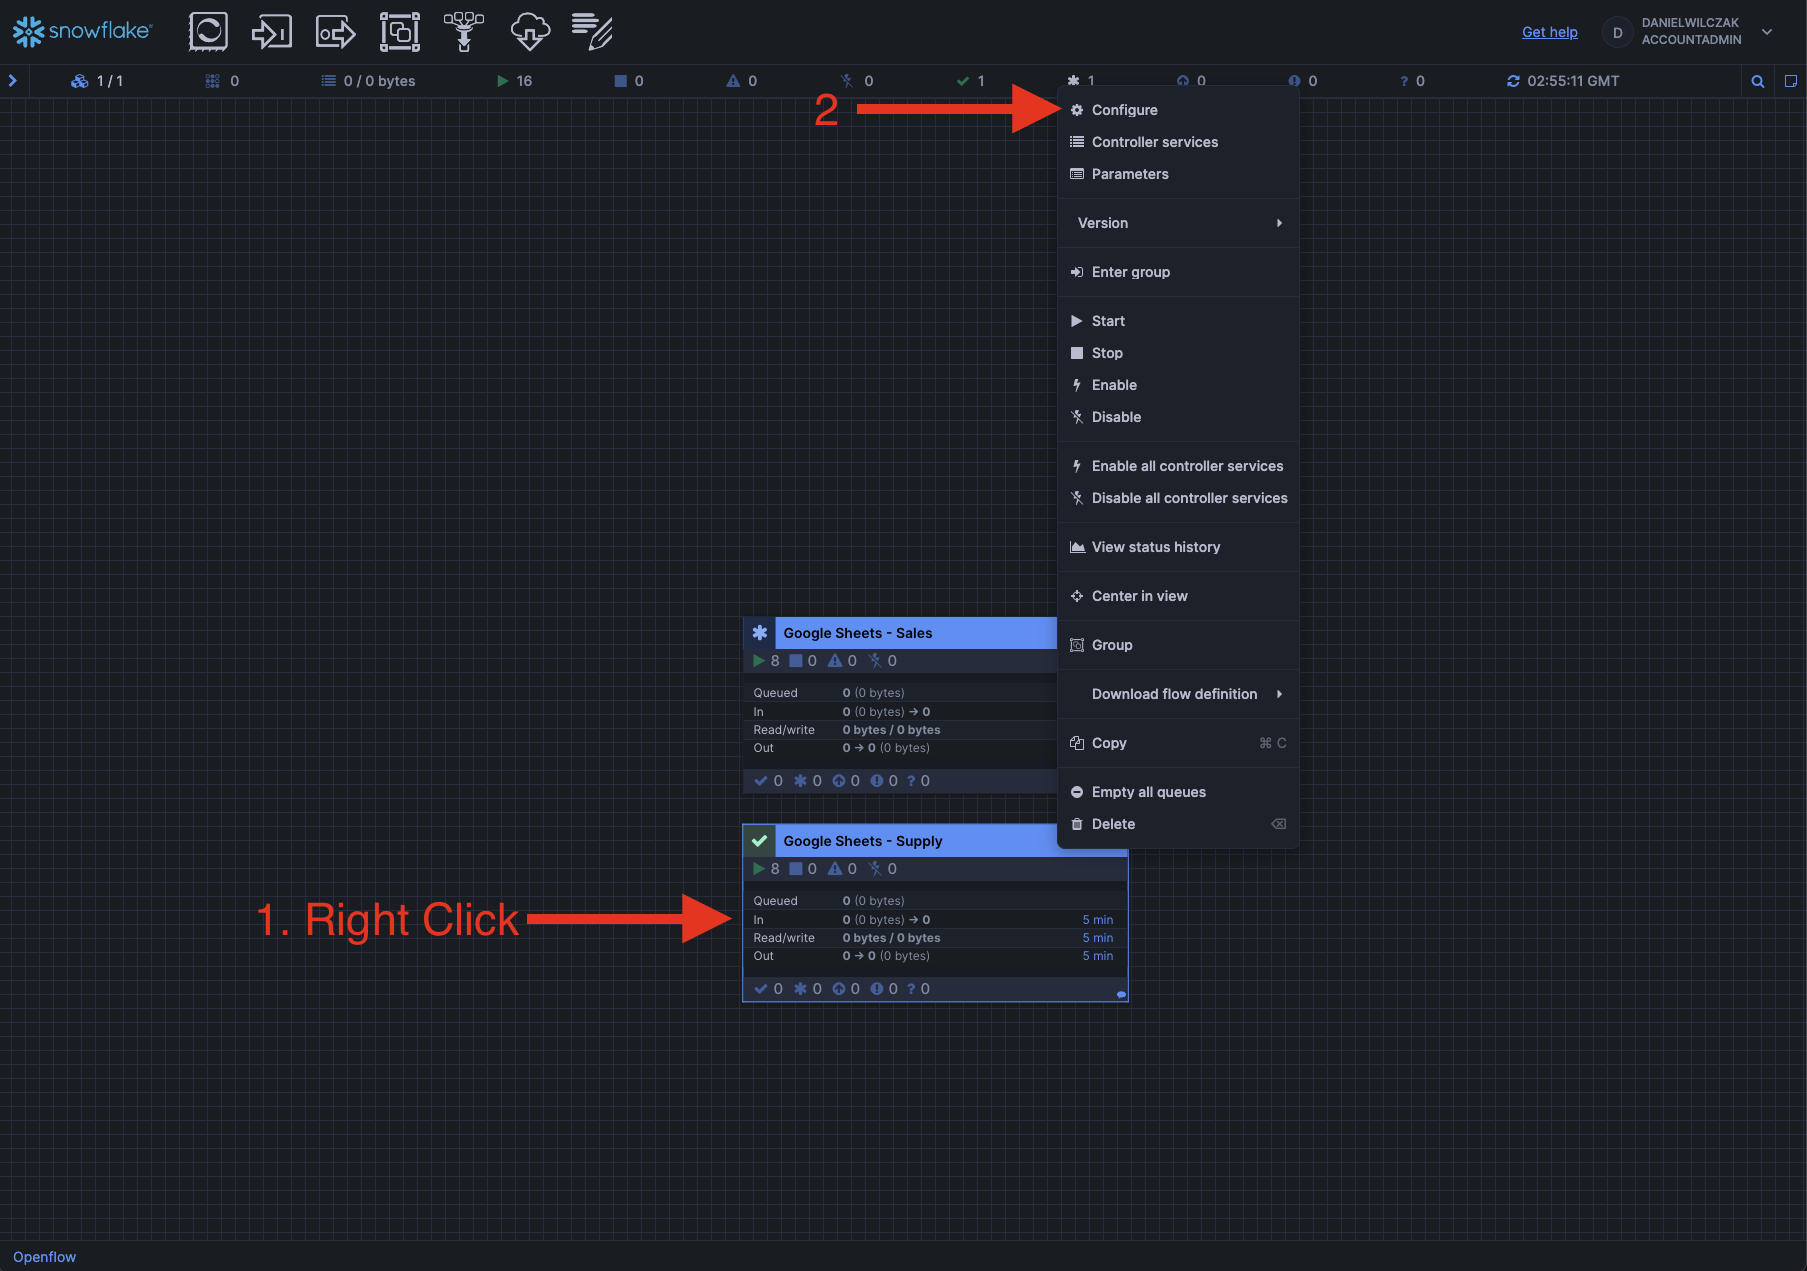 snowflake
Get help
D
DANIELWILCZAK
ACCOUNTADMIN
1 / 1
0
0 / 0 bytes
16
0
0
0
1
1
0
0
? 0
02:55:11 GMT
2
Configure
Controller services
Parameters
Version
Enter group
Start
Stop
Enable
Disable
Enable all controller services
Disable all controller services
View status history
Center in view
Group
Download flow definition
Copy ⌘ C
Empty all queues
Delete
Google Sheets - Sales
8 0 0 0
Queued 0 (0 bytes)
In 0 (0 bytes) → 0
Read/write 0 bytes / 0 bytes
Out 0 → 0 (0 bytes)
0 0 0 0 ? 0
Google Sheets - Supply
8 0 0 0
Queued 0 (0 bytes)
In 0 (0 bytes) → 0 5 min
Read/write 0 bytes / 0 bytes 5 min
Out 0 → 0 (0 bytes) 5 min
0 0 0 0 ? 0
1. Right Click
Openflow